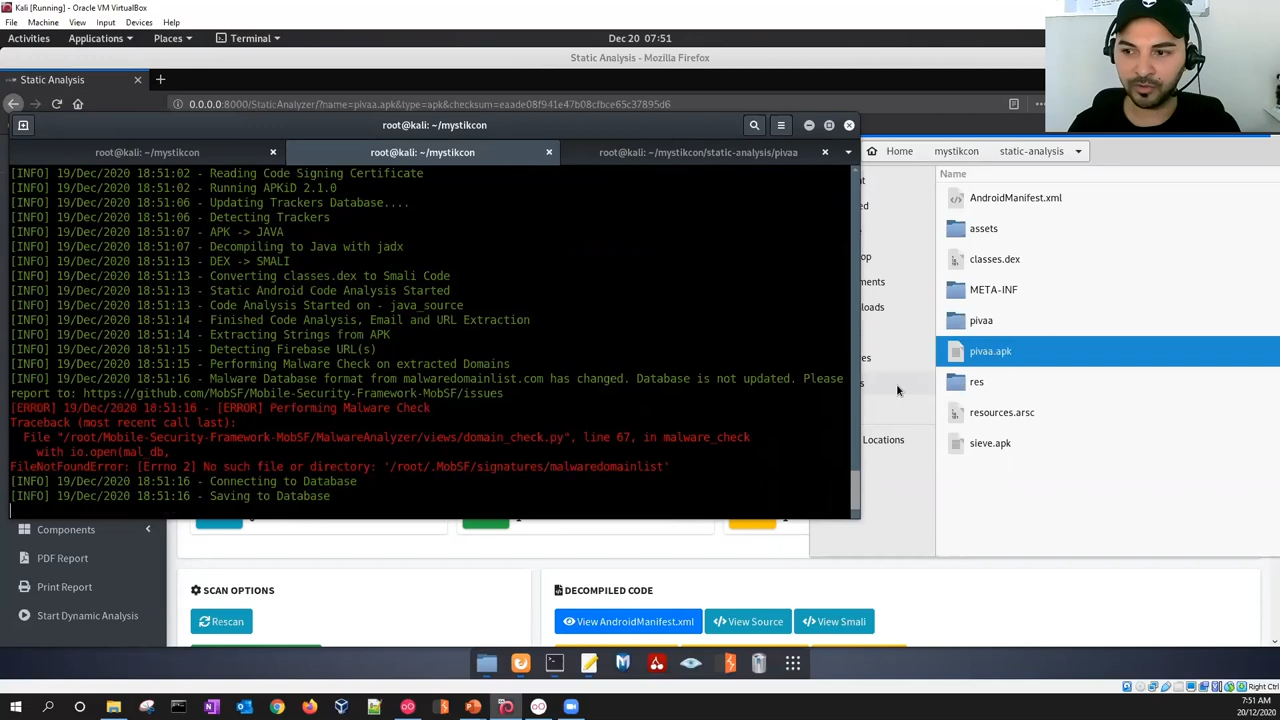 Kali [Running] - Oracle VM VirtualBox
File Machine View Input Devices Help
Activities Applications Places Terminal Dec 20 07:51
Static Analysis - Mozilla Firefox
Static Analysis
0.0.0.0:8000/StaticAnalyzer/?name=pivaa.apk&type=apk&checksum=eaade08f941e47b08cfbce65c37895d6
root@kali: ~/mystikcon
root@kali: ~/mystikcon root@kali: ~/mystikcon root@kali: ~/mystikcon/static-analysis/pivaa
[INFO] 19/Dec/2020 18:51:02 - Reading Code Signing Certificate
[INFO] 19/Dec/2020 18:51:02 - Running APKiD 2.1.0
[INFO] 19/Dec/2020 18:51:06 - Updating Trackers Database....
[INFO] 19/Dec/2020 18:51:06 - Detecting Trackers
[INFO] 19/Dec/2020 18:51:07 - APK -> JAVA
[INFO] 19/Dec/2020 18:51:07 - Decompiling to Java with jadx
[INFO] 19/Dec/2020 18:51:13 - DEX -> SMALI
[INFO] 19/Dec/2020 18:51:13 - Converting classes.dex to Smali Code
[INFO] 19/Dec/2020 18:51:13 - Static Android Code Analysis Started
[INFO] 19/Dec/2020 18:51:13 - Code Analysis Started on - java_source
[INFO] 19/Dec/2020 18:51:14 - Finished Code Analysis, Email and URL Extraction
[INFO] 19/Dec/2020 18:51:14 - Extracting Strings from APK
[INFO] 19/Dec/2020 18:51:15 - Detecting Firebase URL(s)
[INFO] 19/Dec/2020 18:51:15 - Performing Malware Check on extracted Domains
[INFO] 19/Dec/2020 18:51:16 - Malware Database format from malwaredomainlist.com has changed. Database is not updated. Please
report to: https://github.com/MobSF/Mobile-Security-Framework-MobSF/issues
[ERROR] 19/Dec/2020 18:51:16 - [ERROR] Performing Malware Check
Traceback (most recent call last):
File "/root/Mobile-Security-Framework-MobSF/MalwareAnalyzer/views/domain_check.py", line 67, in malware_check
with io.open(mal_db,
FileNotFoundError: [Errno 2] No such file or directory: '/root/.MobSF/signatures/malwaredomainlist'
[INFO] 19/Dec/2020 18:51:16 - Connecting to Database
[INFO] 19/Dec/2020 18:51:16 - Saving to Database
Home mystikcon static-analysis
Name
AndroidManifest.xml
assets
classes.dex
META-INF
pivaa
pivaa.apk
res
resources.arsc
sieve.apk
Locations
Components
PDF Report
Print Report
Start Dynamic Analysis
SCAN OPTIONS
Rescan
DECOMPILED CODE
View AndroidManifest.xml View Source View Smali
Right Ctrl
7:51 AM
20/12/2020